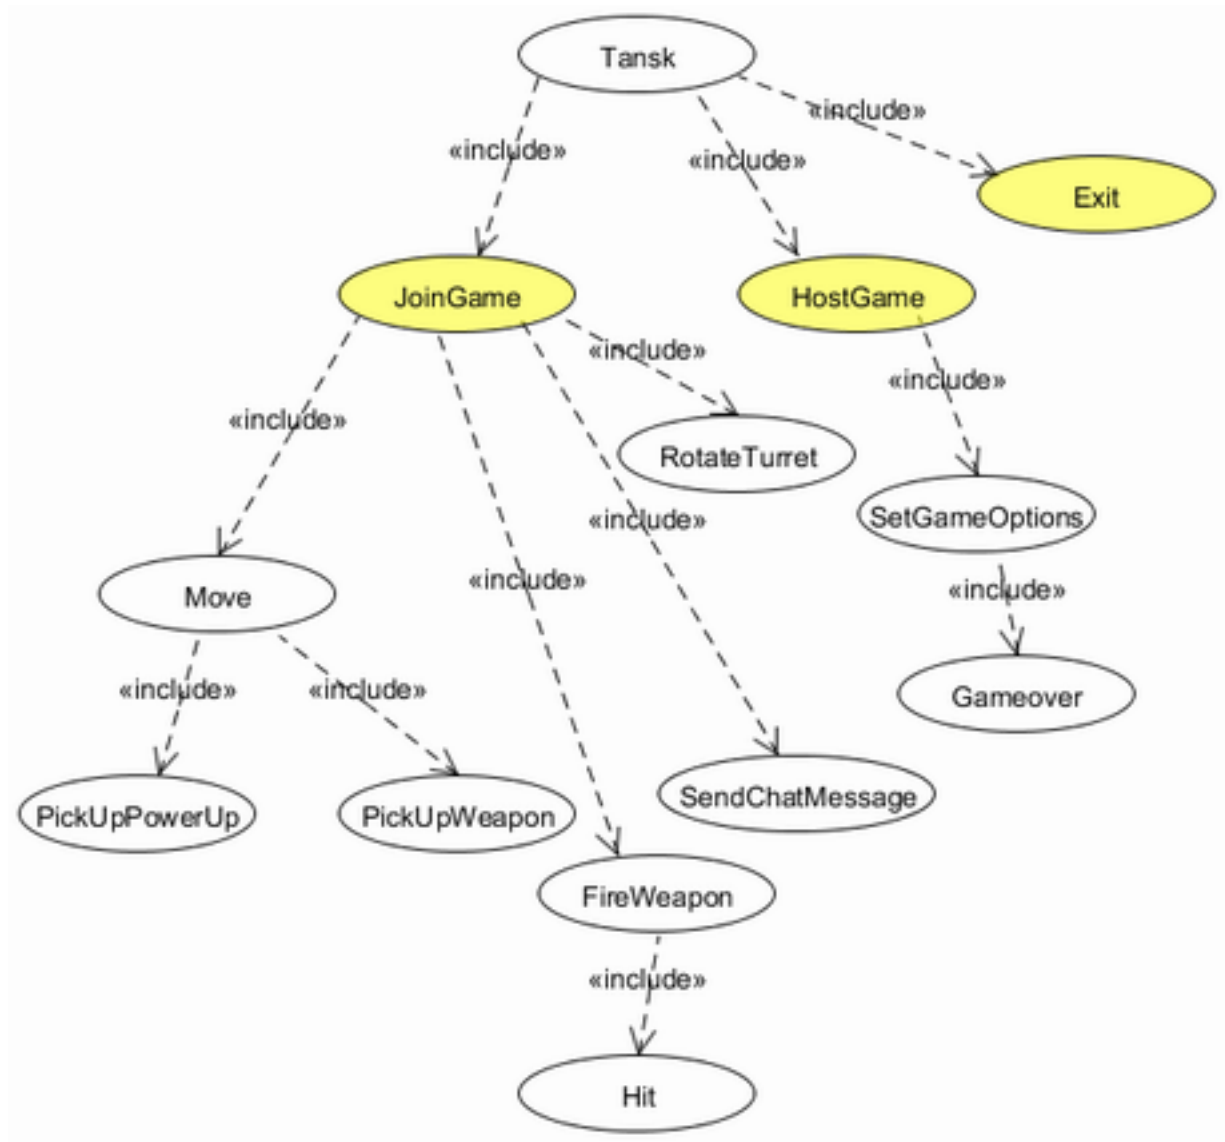 Tansk
«include»
«include»
«include»
Exit
JoinGame
HostGame
«include»
«include»
«include»
RotateTurret
SetGameOptions
«include»
«include»
«include»
Move
Gameover
«include»
«include»
PickUpPowerUp
PickUpWeapon
SendChatMessage
FireWeapon
«include»
Hit